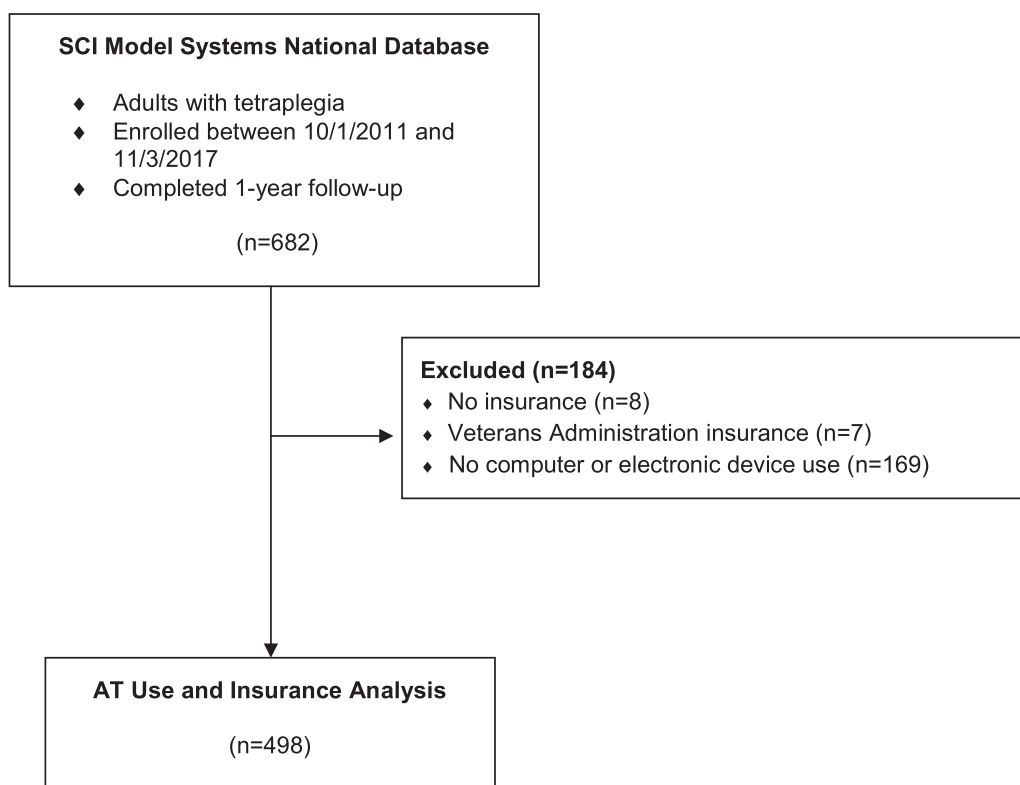 SCI Model Systems National Database
♦ Adults with tetraplegia
♦ Enrolled between 10/1/2011 and
11/3/2017
♦ Completed 1-year follow-up
(n=682)
Excluded (n=184)
♦ No insurance (n=8)
♦ Veterans Administration insurance (n=7)
♦ No computer or electronic device use (n=169)
AT Use and Insurance Analysis
(n=498)